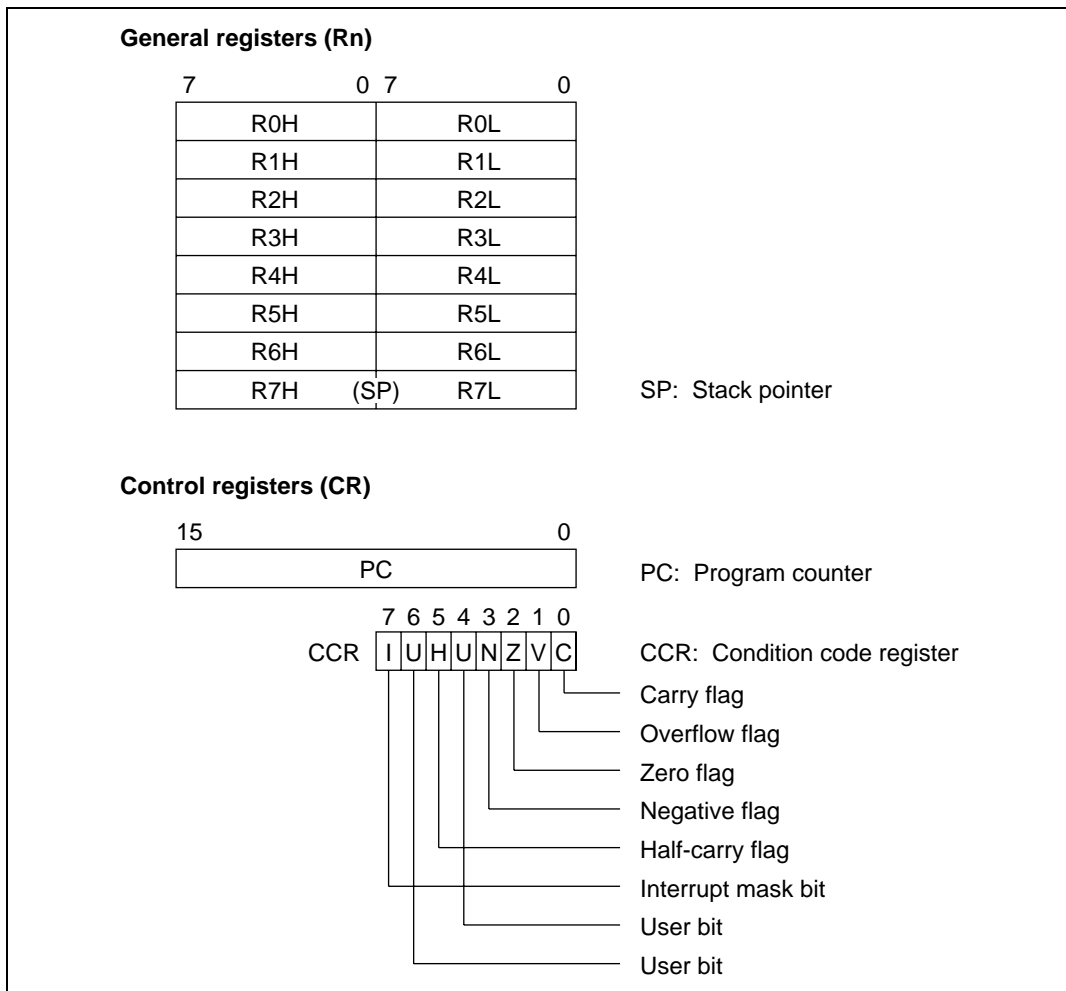 General registers (Rn)
7 0 7 0
R0H R0L
R1H R1L
R2H R2L
R3H R3L
R4H R4L
R5H R5L
R6H R6L
R7H (SP) R7L SP: Stack pointer
Control registers (CR)
15 0
PC PC: Program counter
7 6 5 4 3 2 1 0
CCR I U H U N Z V C CCR: Condition code register
Carry flag
Overflow flag
Zero flag
Negative flag
Half-carry flag
Interrupt mask bit
User bit
User bit